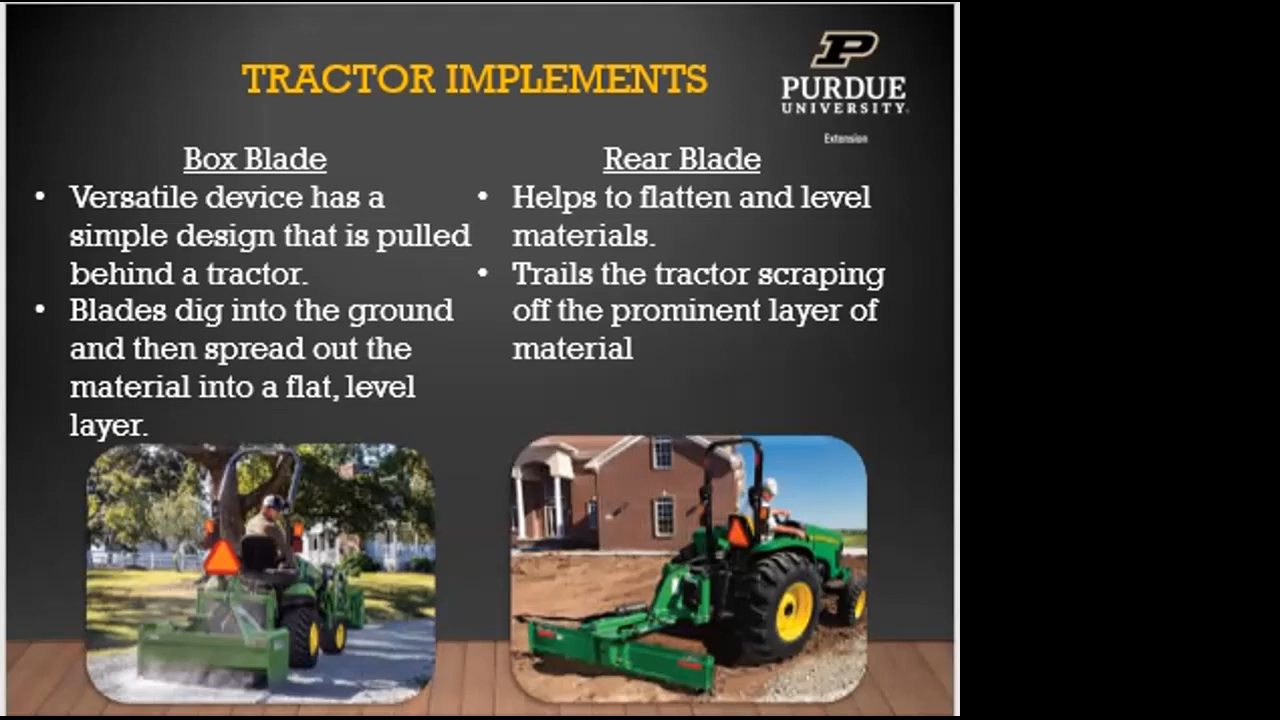 TRACTOR IMPLEMENTS
PURDUE
UNIVERSITY
Extension
Box Blade
• Versatile device has a
simple design that is pulled
behind a tractor.
• Blades dig into the ground
and then spread out the
material into a flat, level
layer.
Rear Blade
• Helps to flatten and level
materials.
• Trails the tractor scraping
off the prominent layer of
material